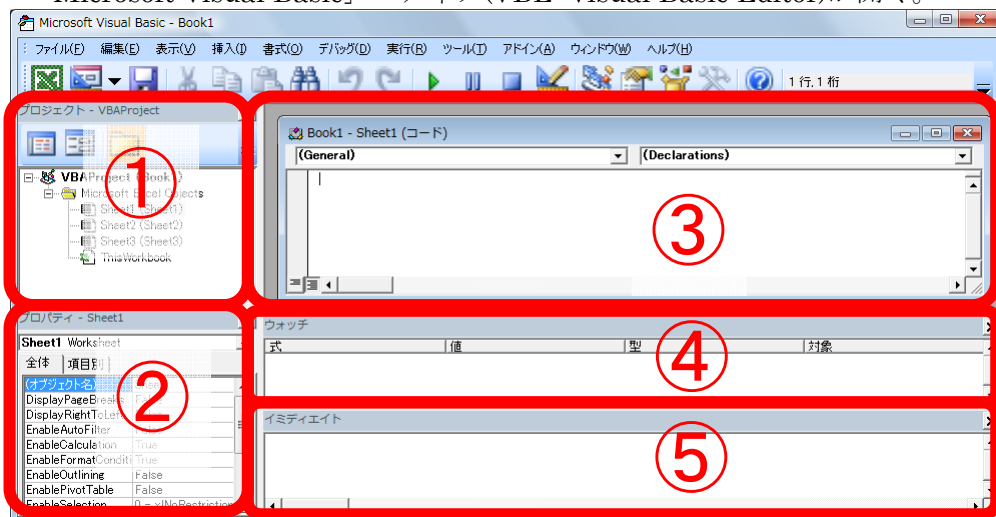 Microsoft Visual Basic - Book1
ファイル(F) 編集(E) 表示(V) 挿入(I) 書式(O) デバッグ(D) 実行(R) ツール(T) アドイン(A) ウィンドウ(W) ヘルプ(H)
1 行, 1 桁
プロジェクト - VBAProject
①
VBAProject (Book1)
Microsoft Excel Objects
Sheet1 (Sheet1)
Sheet2 (Sheet2)
Sheet3 (Sheet3)
ThisWorkbook
Book1 - Sheet1 (コード)
(General) (Declarations)
③
プロパティ - Sheet1
Sheet1 Worksheet
全体 項目別
②
(オブジェクト名)
DisplayPageBreaks False
DisplayRightToLeft
EnableAutoFilter
EnableCalculation True
EnableFormatConditi True
EnableOutlining False
EnablePivotTable False
EnableSelection 0 - xlNoRestriction
ウォッチ
式 値 型 対象
④
イミディエイト
⑤